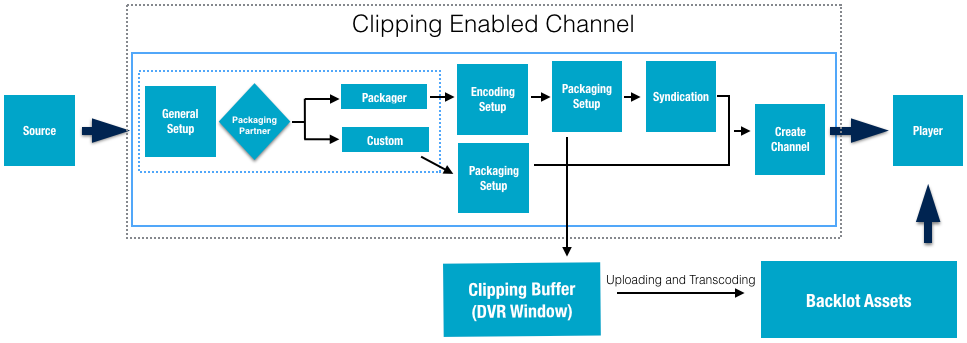 Clipping Enabled Channel
Source
General
Setup
Packaging
Partner
Packager
Custom
Encoding
Setup
Packaging
Setup
Syndication
Packaging
Setup
Create
Channel
Player
Clipping Buffer
(DVR Window)
Uploading and Transcoding
Backlot Assets